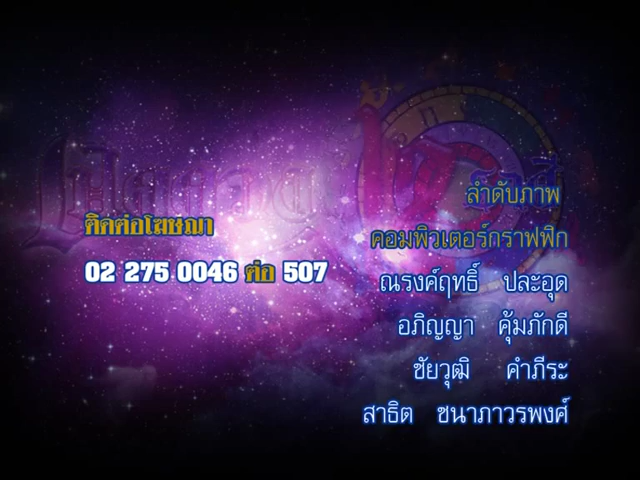 ติดต่อโฆษณา
02 275 0046 ต่อ 507
ลำดับภาพ
คอมพิวเตอร์กราฟฟิก
ณรงค์ฤทธิ์ ปละอุด
อภิญญา คุ้มภักดี
ชัยวุฒิ คำภีระ
สาธิต ชนาภาวรพงศ์